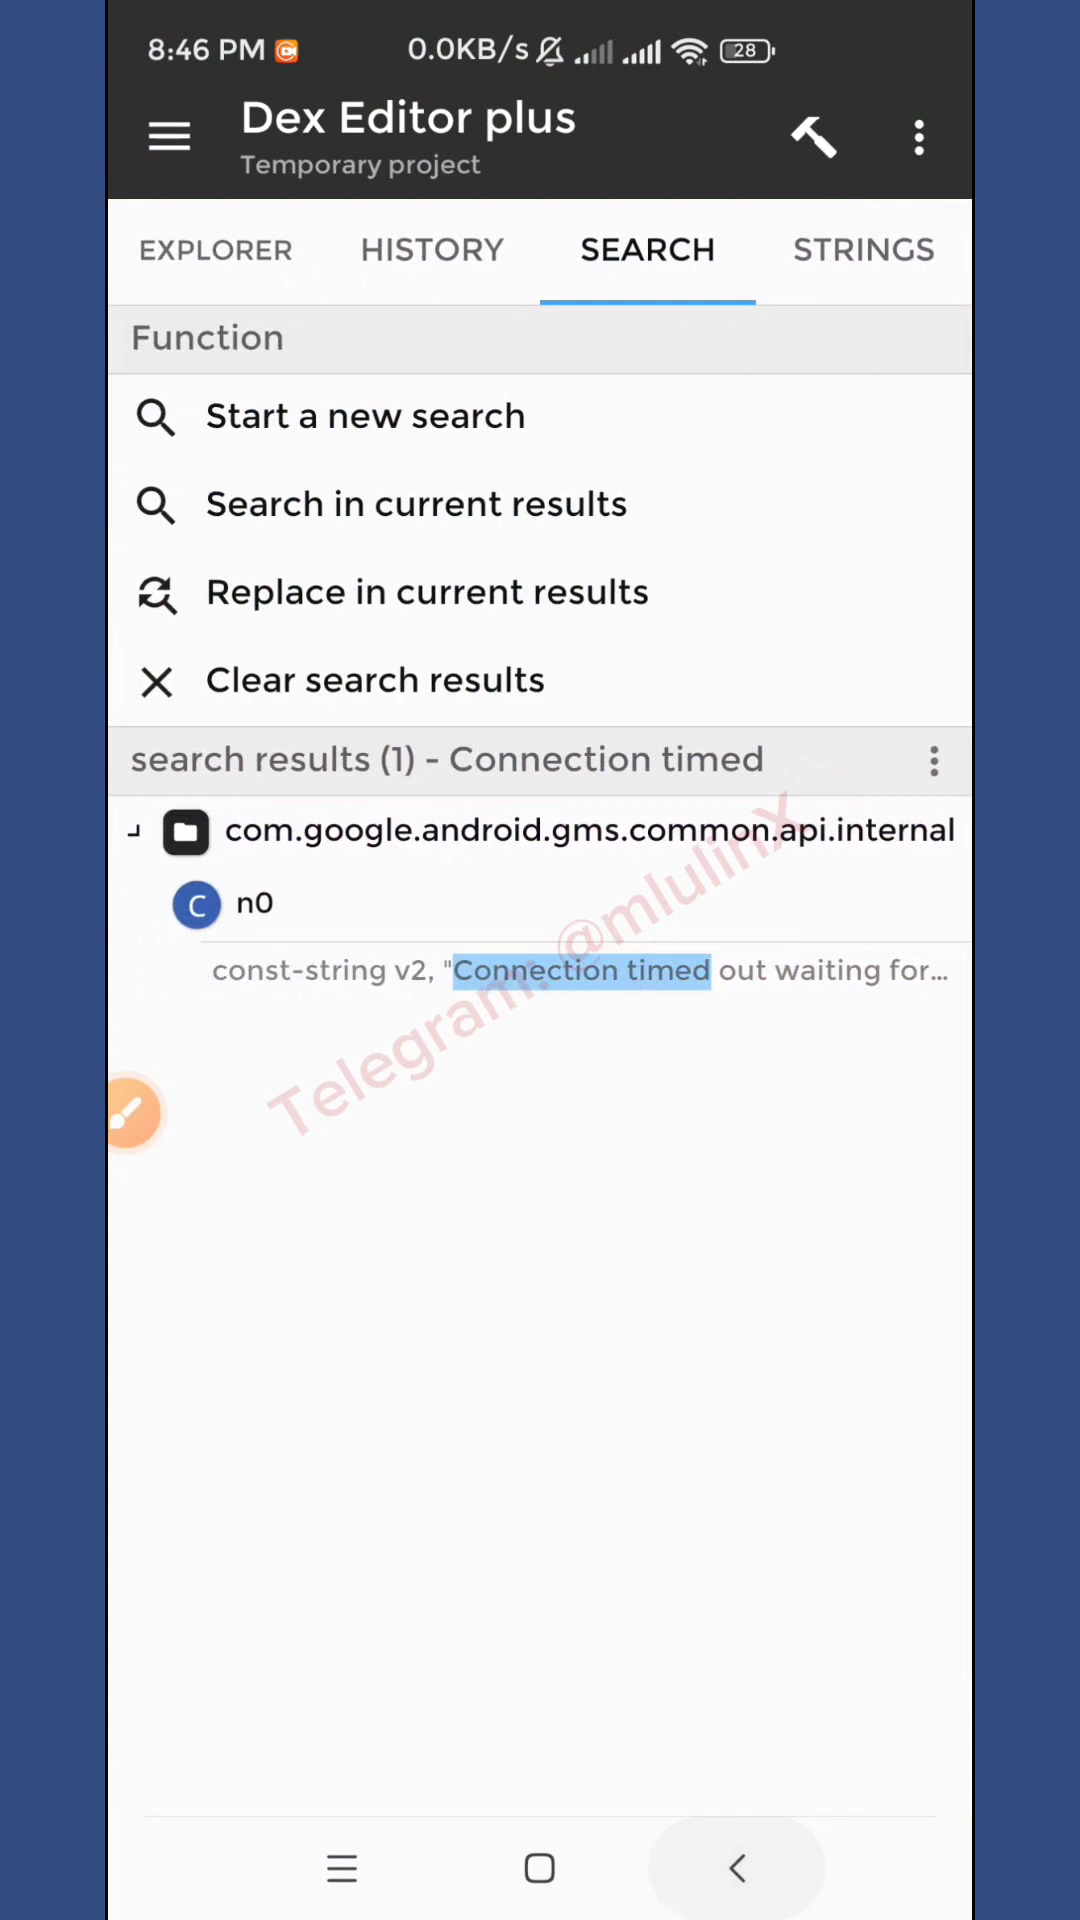 8:46 PM 0.0KB/s 28
Dex Editor plus
Temporary project
EXPLORER HISTORY SEARCH STRINGS
Function
Start a new search
Search in current results
Replace in current results
Clear search results
search results (1) - Connection timed
com.google.android.gms.common.api.internal
C n0
const-string v2, "Connection timed out waiting for...
Telegram: @mlulinX